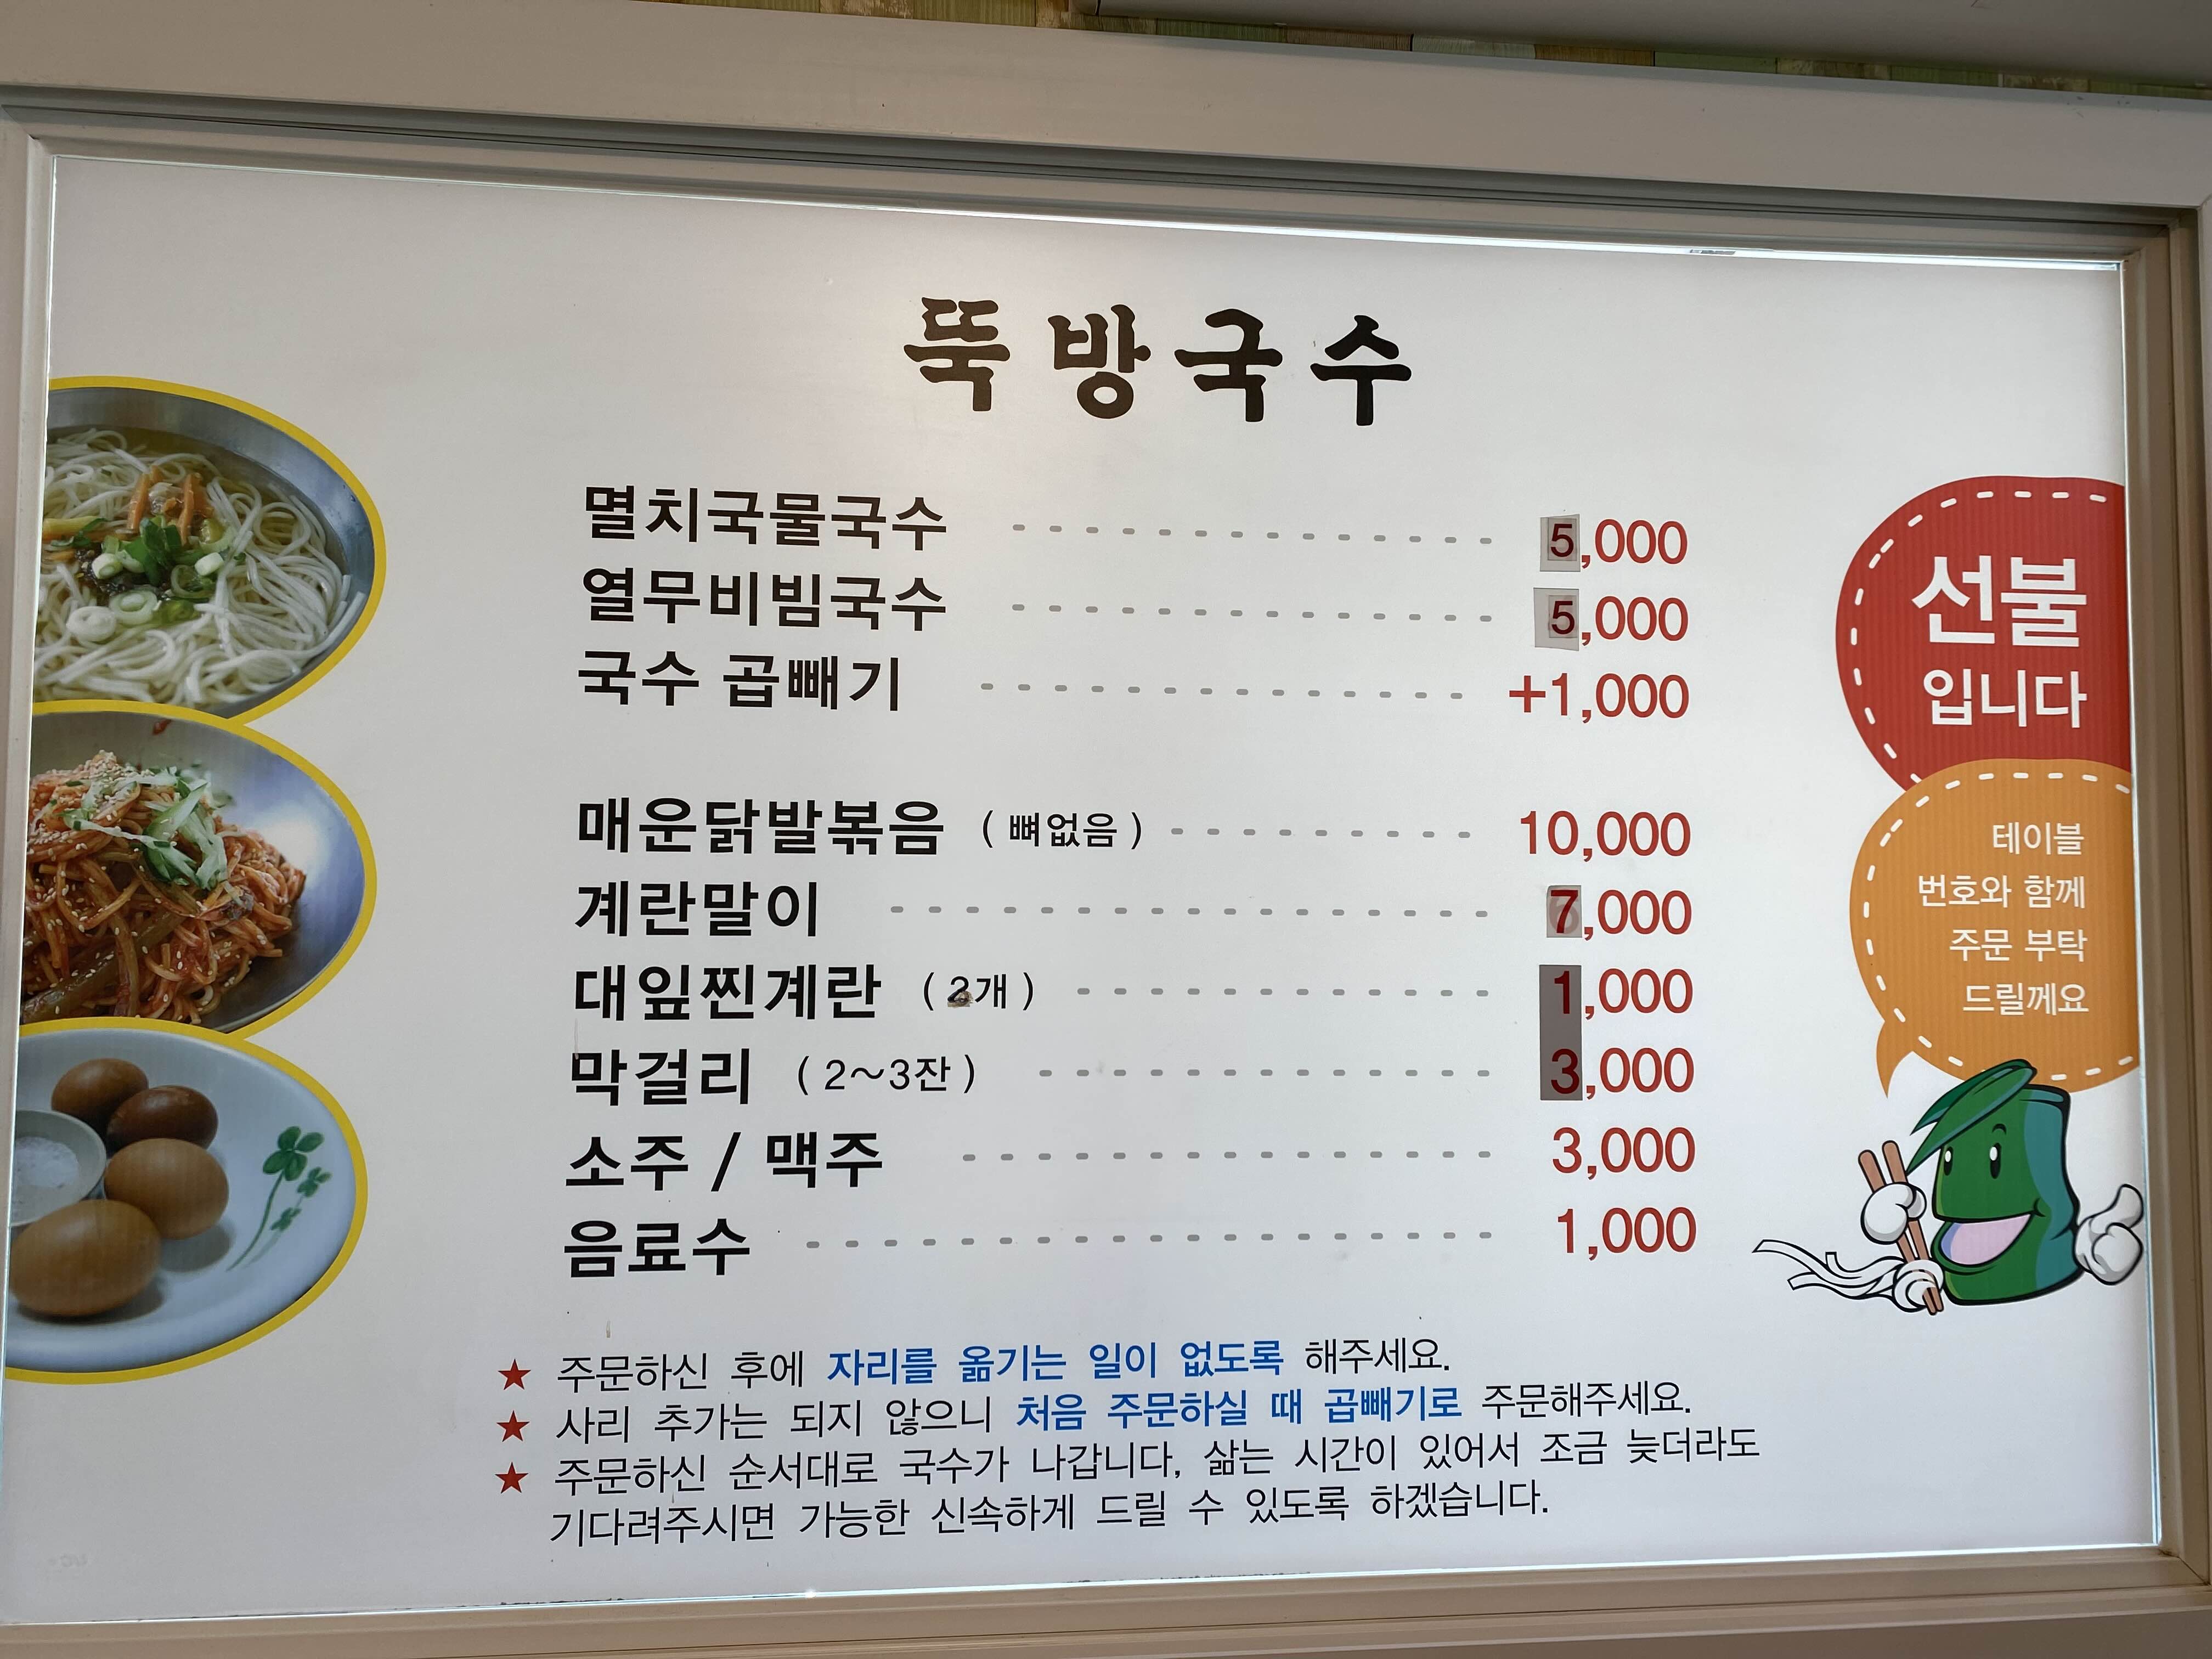 뚝방국수
멸치국물국수 5,000
열무비빔국수 5,000
국수 곱빼기 +1,000
매운닭발볶음 ( 뼈없음 ) 10,000
계란말이 7,000
대잎찐계란 ( 2개 ) 1,000
막걸리 ( 2~3잔 ) 3,000
소주 / 맥주 3,000
음료수 1,000
★ 주문하신 후에 자리를 옮기는 일이 없도록 해주세요.
★ 사리 추가는 되지 않으니 처음 주문하실 때 곱빼기로 주문해주세요.
★ 주문하신 순서대로 국수가 나갑니다, 삶는 시간이 있어서 조금 늦더라도
기다려주시면 가능한 신속하게 드릴 수 있도록 하겠습니다.
선불
입니다
테이블
번호와 함께
주문 부탁
드릴께요